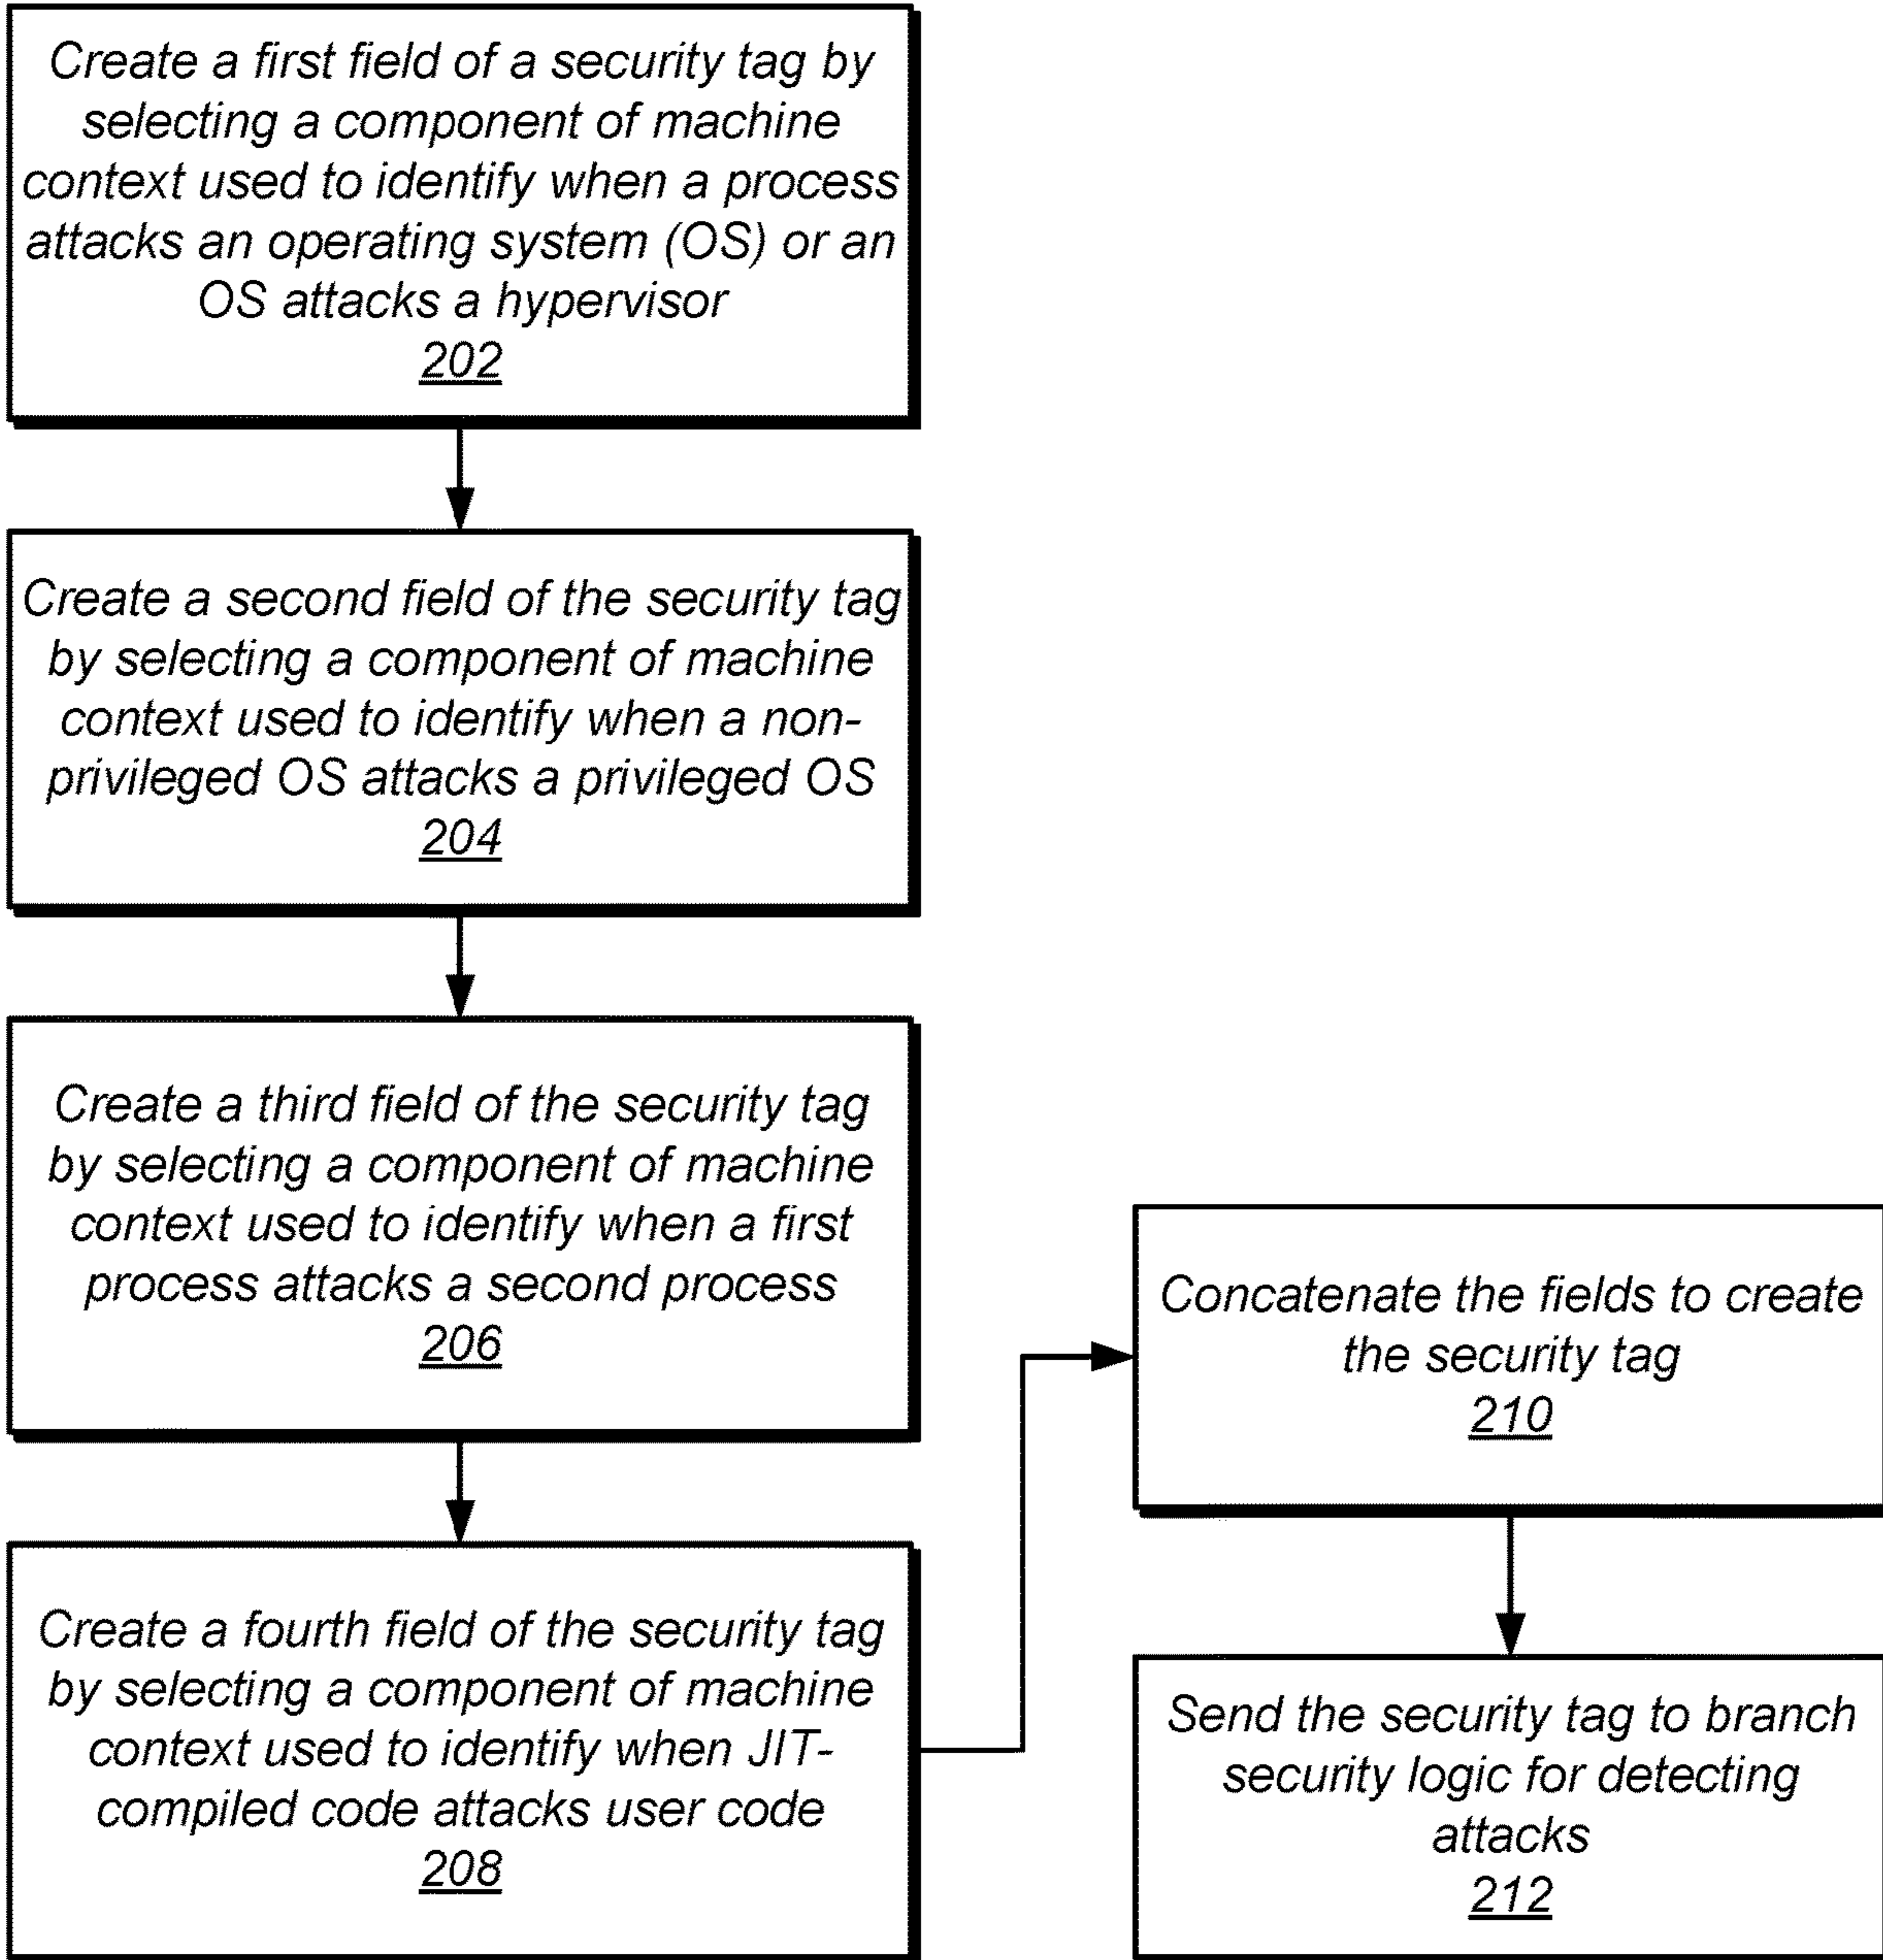 Create a first field of a security tag by
selecting a component of machine
context used to identify when a process
attacks an operating system (OS) or an
OS attacks a hypervisor
202
Create a second field of the security tag
by selecting a component of machine
context used to identify when a non-
privileged OS attacks a privileged OS
204
Create a third field of the security tag
by selecting a component of machine
context used to identify when a first
process attacks a second process
206
Create a fourth field of the security tag
by selecting a component of machine
context used to identify when JIT-
compiled code attacks user code
208
Concatenate the fields to create
the security tag
210
Send the security tag to branch
security logic for detecting
attacks
212